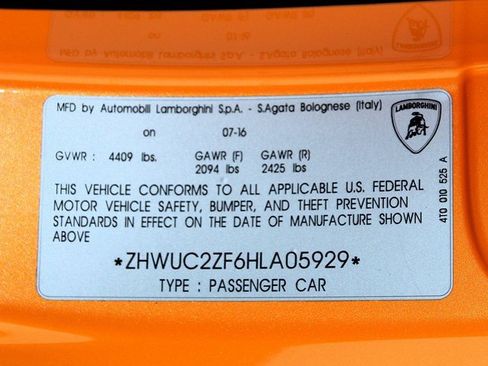 MFD by Automobili Lamborghini S.p.A. - S.Agata Bolognese (Italy)
on 07-16
GVWR : 4409 lbs. GAWR (F) GAWR (R)
2094 lbs 2425 lbs
THIS VEHICLE CONFORMS TO ALL APPLICABLE U.S. FEDERAL
MOTOR VEHICLE SAFETY, BUMPER, AND THEFT PREVENTION
STANDARDS IN EFFECT ON THE DATE OF MANUFACTURE SHOWN
ABOVE
*ZHWUC2ZF6HLA05929*
TYPE : PASSENGER CAR
LAMBORGHINI
4T0 010 525 A